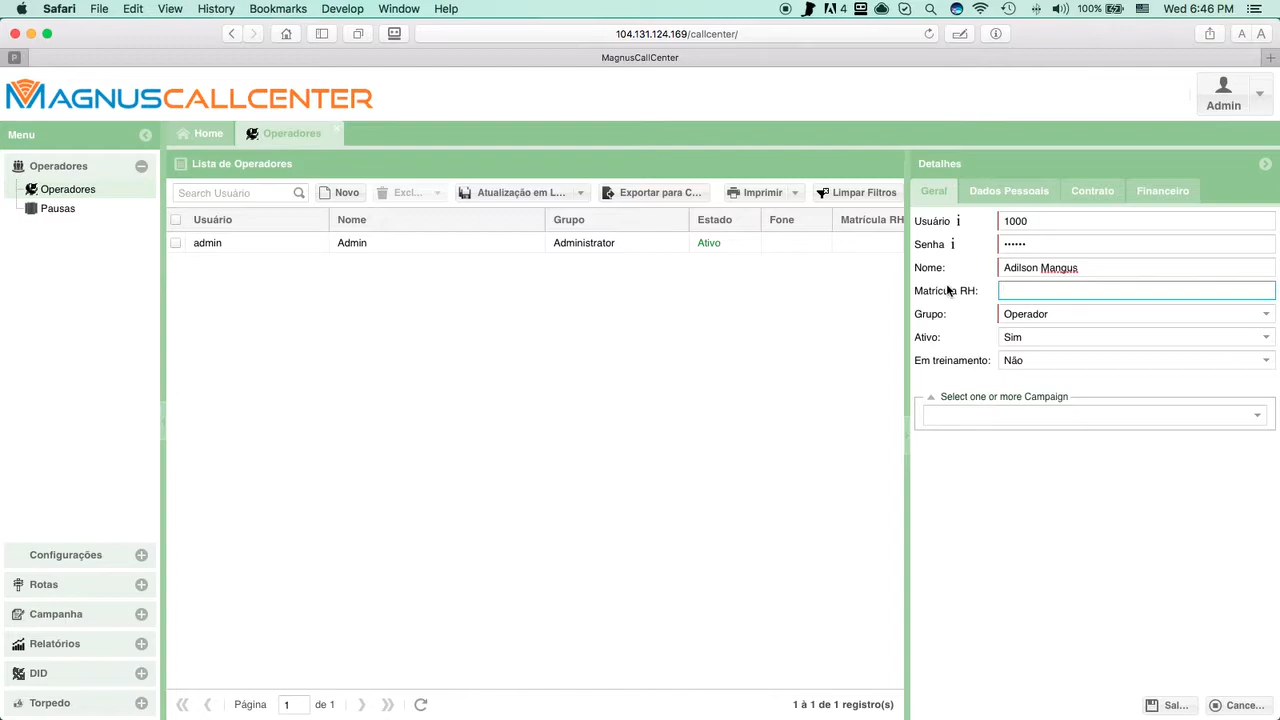 Safari File Edit View History Bookmarks Develop Window Help 4 100% Wed 6:46 PM
104.131.124.169/callcenter/ A A
P MagnusCallCenter
MAGNUSCALLCENTER
Admin
Menu
Home Operadores
Operadores
Operadores
Pausas
Configurações
Rotas
Campanha
Relatórios
DID
Torpedo
Lista de Operadores
Search Usuário Novo Excl... Atualização em L... Exportar para C... Imprimir Limpar Filtros
Usuário Nome Grupo Estado Fone Matrícula RH
admin Admin Administrator Ativo
Página 1 de 1 1 à 1 de 1 registro(s)
Detalhes
Geral Dados Pessoais Contrato Financeiro
Usuário i 1000
Senha i ••••••
Nome: Adilson Mangus
Matrícula RH:
Grupo: Operador
Ativo: Sim
Em treinamento: Não
Select one or more Campaign
Sal... Cance...